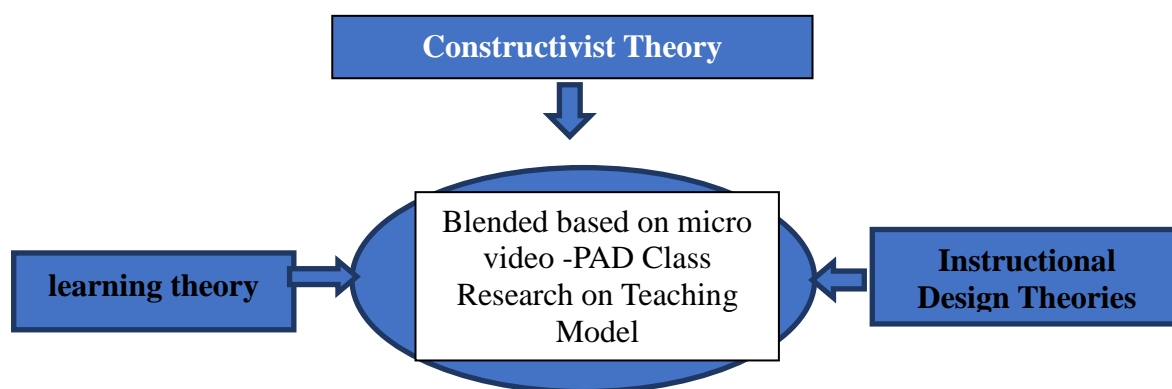 Constructivist Theory
Blended based on micro
video -PAD Class
Research on Teaching
Model
learning theory
Instructional
Design Theories